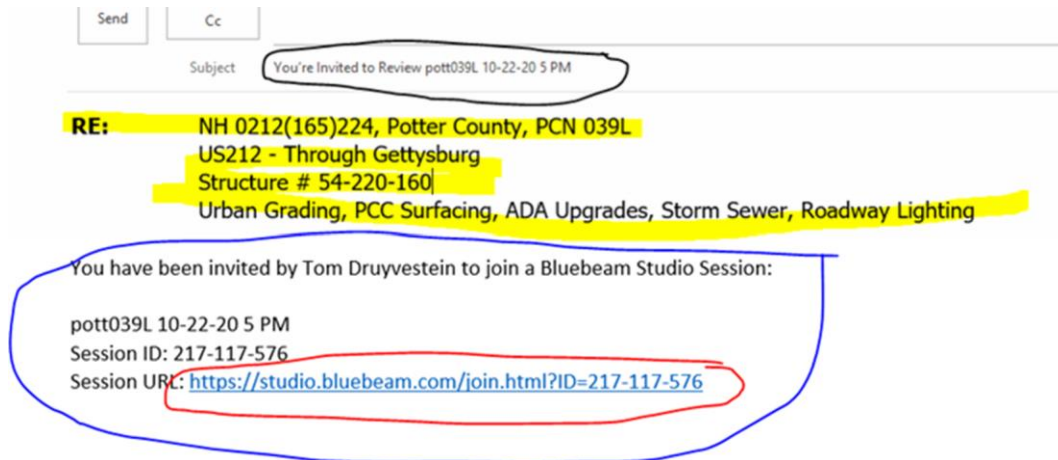 Send Cc
Subject You're Invited to Review pott039L 10-22-20 5 PM
RE: NH 0212(165)224, Potter County, PCN 039L
US212 - Through Gettysburg
Structure # 54-220-160
Urban Grading, PCC Surfacing, ADA Upgrades, Storm Sewer, Roadway Lighting
You have been invited by Tom Druyvestein to join a Bluebeam Studio Session:
pott039L 10-22-20 5 PM
Session ID: 217-117-576
Session URL: https://studio.bluebeam.com/join.html?ID=217-117-576